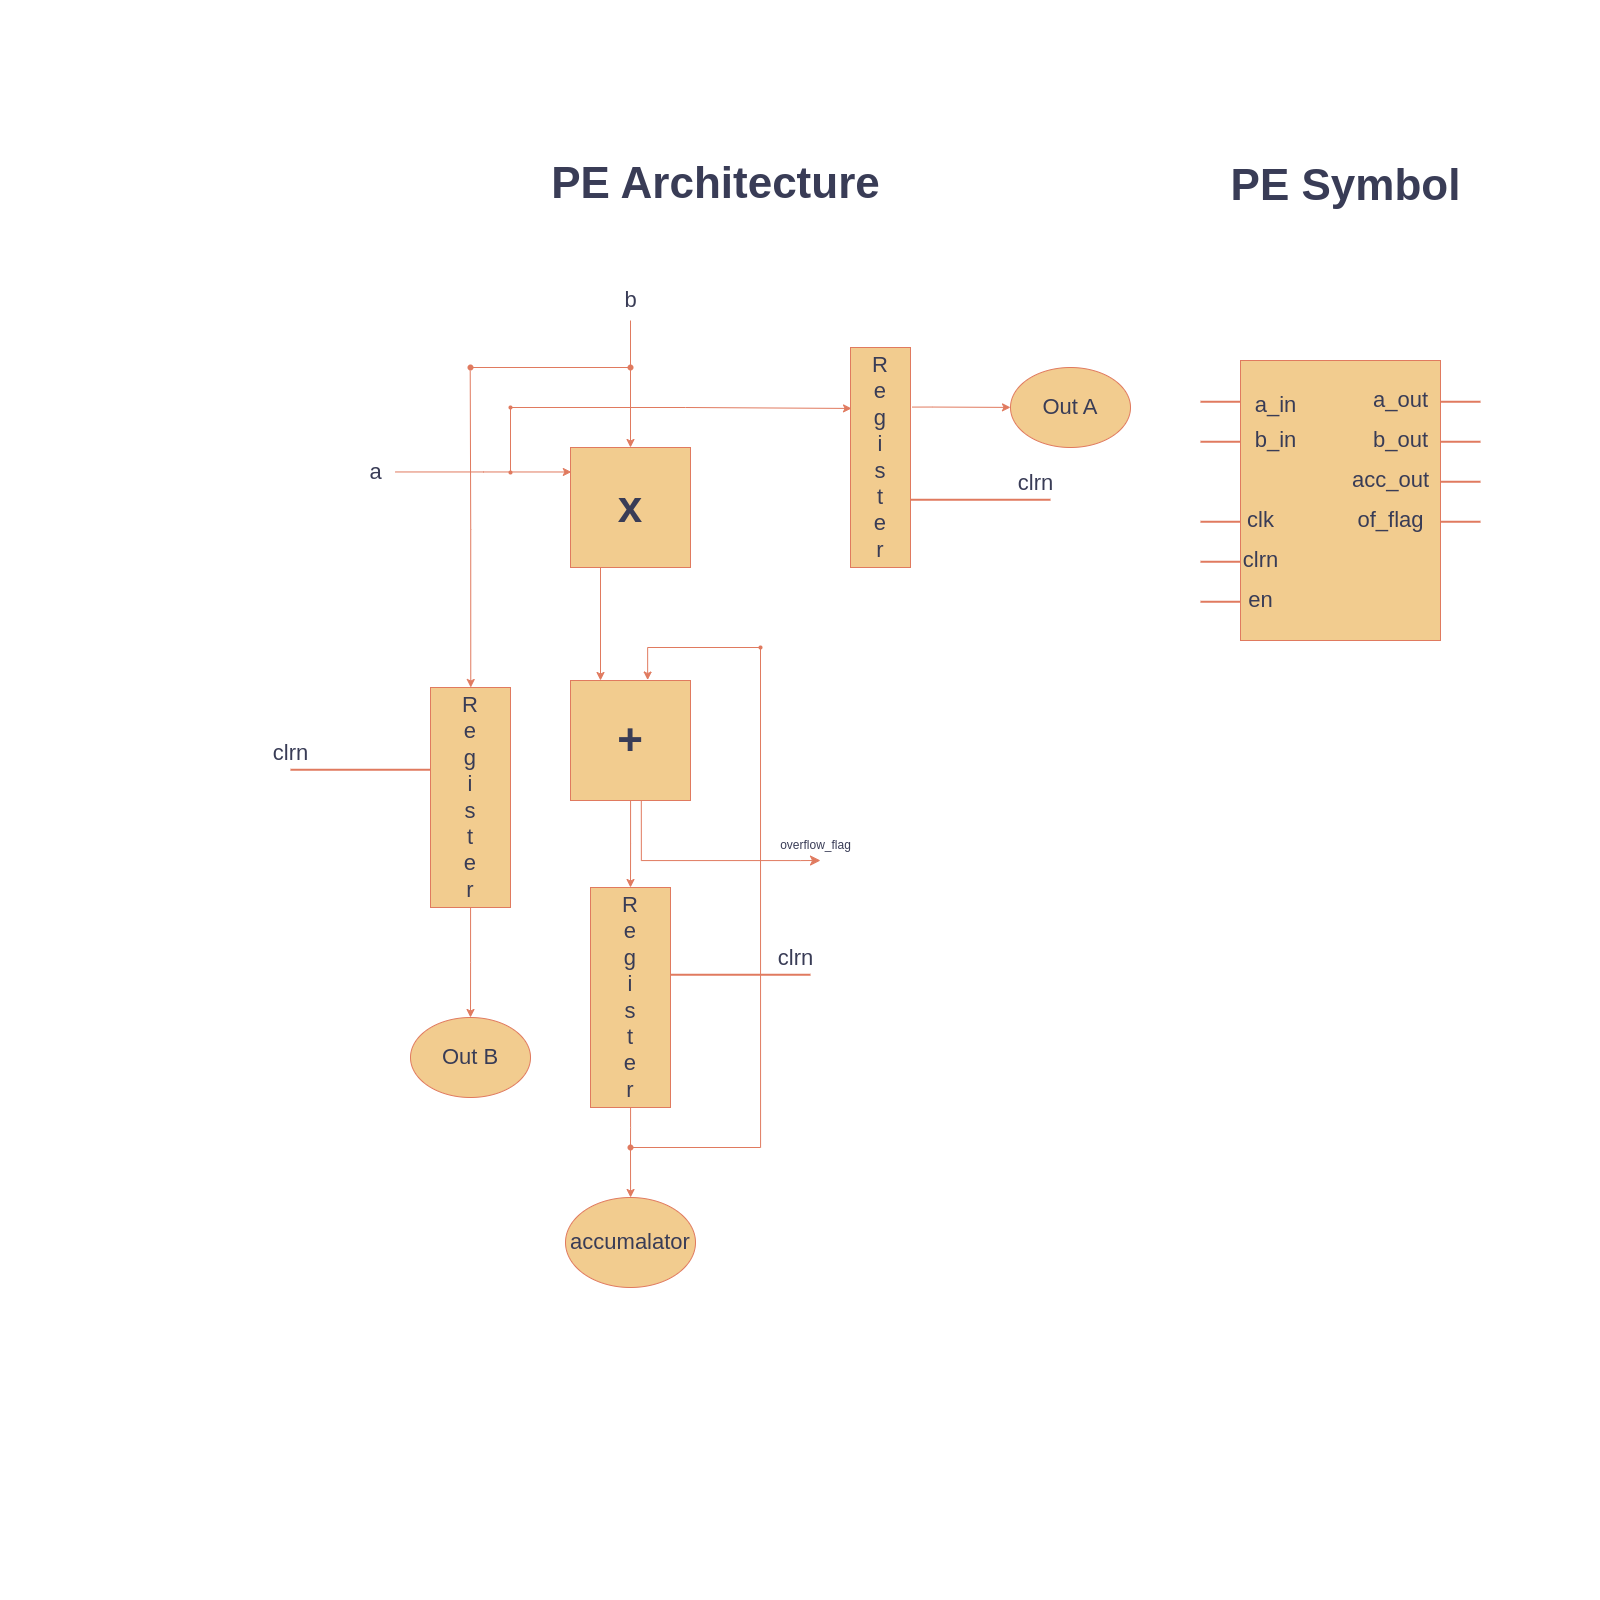 PE Architecture
PE Symbol
b
a
x
Register
Out A
clrn
a_in
b_in
clk
clrn
en
a_out
b_out
acc_out
of_flag
clrn
Register
+
overflow_flag
Register
clrn
Out B
accumalator